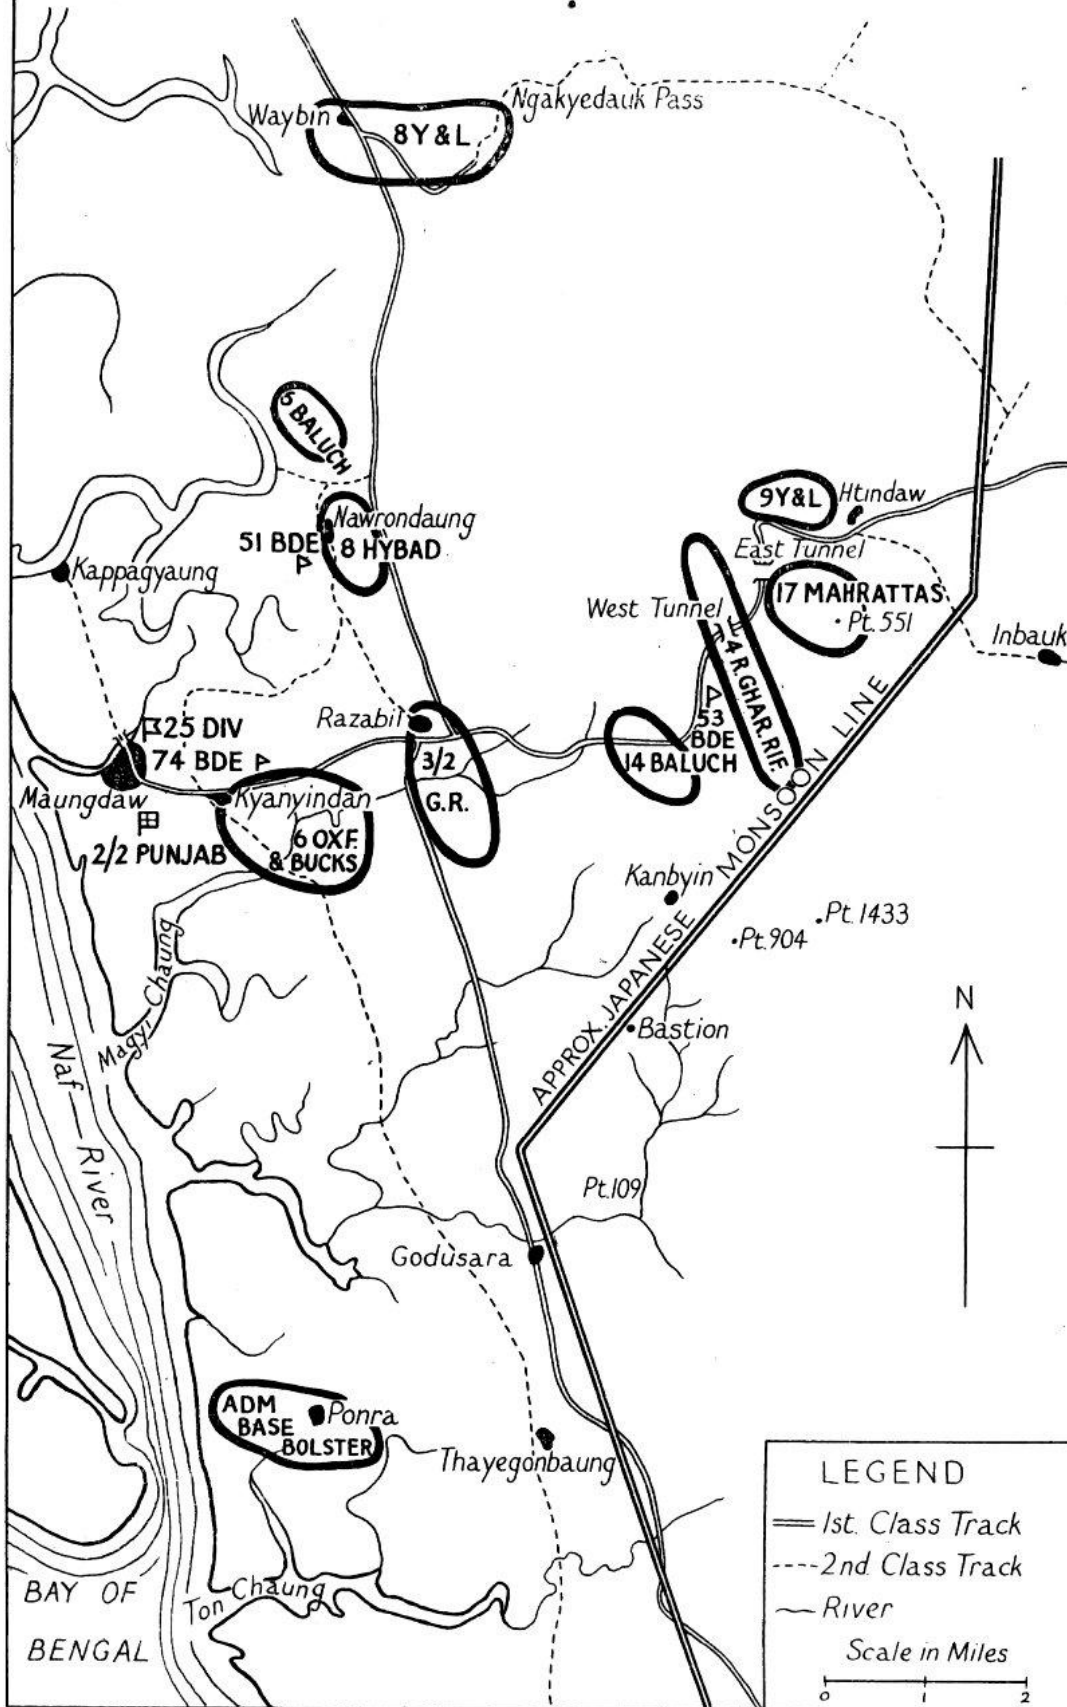 Ngakyedauk Pass
Waybin
8 Y & L
6 BALUCH
Nawrondaung
51 BDE
8 HYBAD
Kappagyaung
9 Y&L
Htindaw
East Tunnel
17 MAHRATTAS
Pt.551
West Tunnel
4 R.GHAR.RIF.
Inbauk
Razabil
25 DIV
74 BDE
53
BDE
14 BALUCH
3/2
G.R.
Maungdaw
Kyanyindan
2/2 PUNJAB
6 OXF.
& BUCKS
Kanbyin
APPROX. JAPANESE MONSOON LINE
Pt.1433
Pt.904
Magyi Chaung
Bastion
N
Naf River
Pt.109
Godusara
ADM
BASE
BOLSTER
Ponra
Thayegonbaung
Ton Chaung
BAY OF
BENGAL
LEGEND
1st. Class Track
2nd. Class Track
River
Scale in Miles
0 1 2